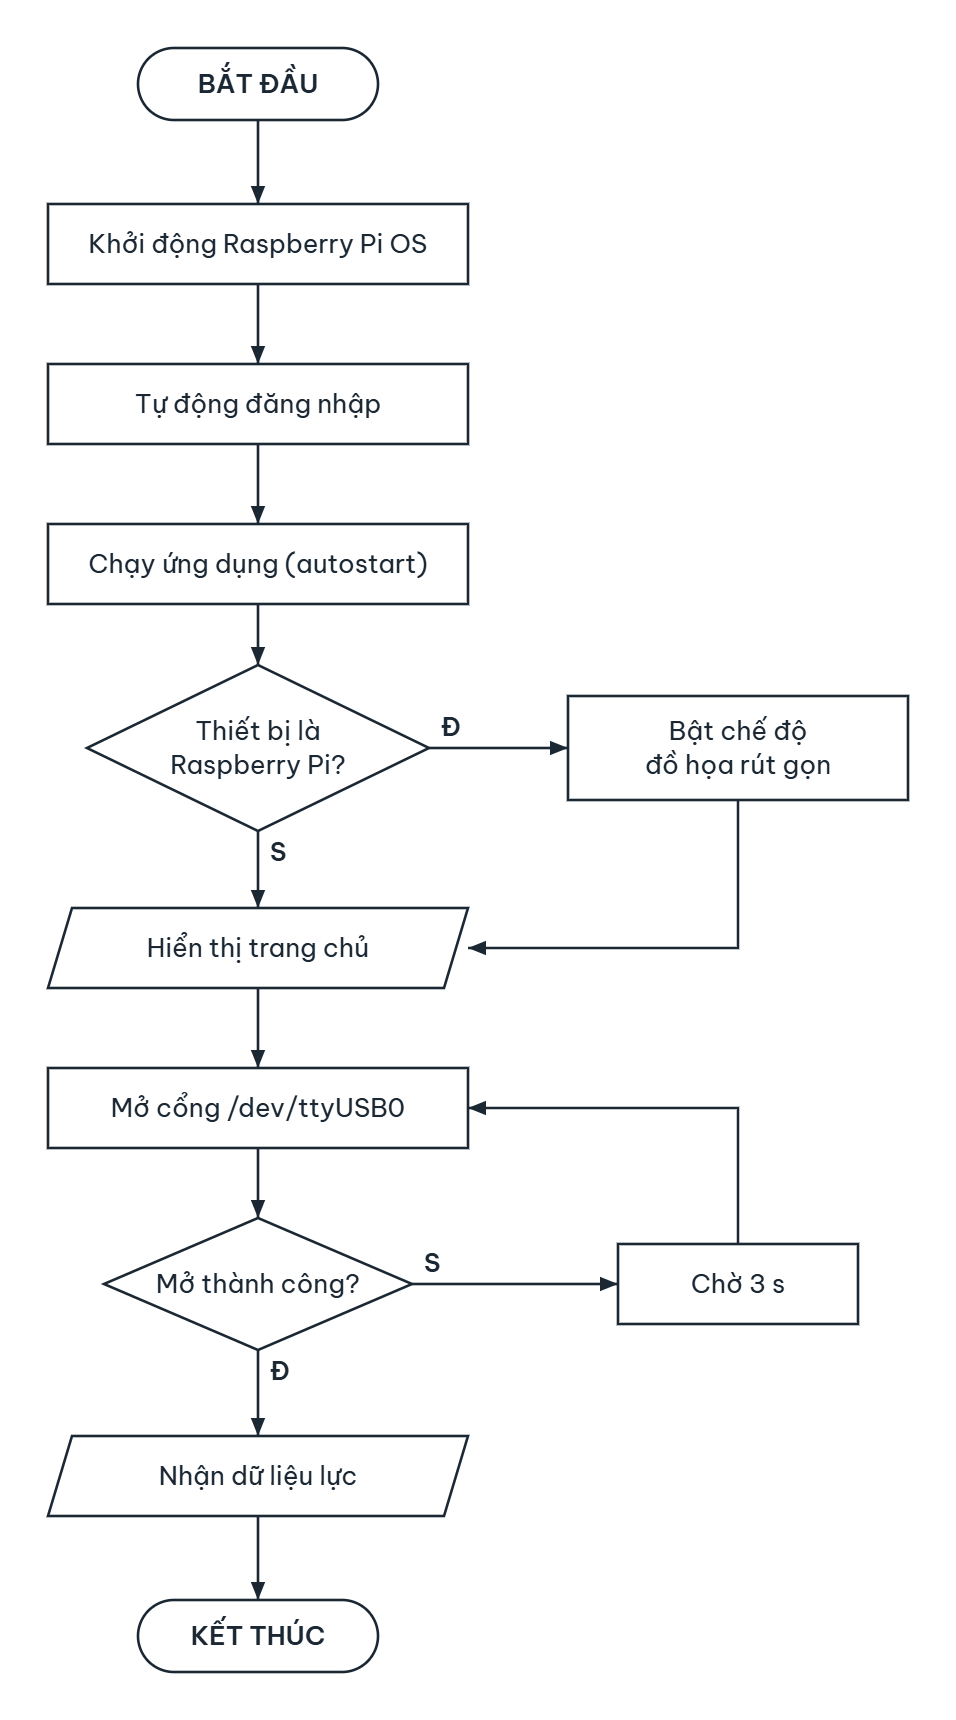 BẮT ĐẦU
Khởi động Raspberry Pi OS
Tự động đăng nhập
Chạy ứng dụng (autostart)
Thiết bị là
Raspberry Pi?
Đ
Bật chế độ
đồ họa rút gọn
S
Hiển thị trang chủ
Mở cổng /dev/ttyUSB0
Mở thành công?
S
Chờ 3 s
Đ
Nhận dữ liệu lực
KẾT THÚC